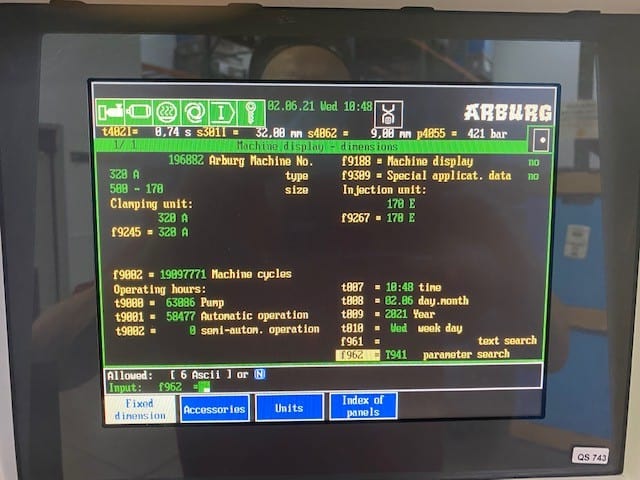 02.06.21 Wed 10:48
ARBURG
t4021= 0,74 s s3011 = 32,00 mm s4062 = 9,00 mm p4055 = 421 bar
1/ 1 Machine display - dimensions
196882 Arburg Machine No. f9188 = Machine display no
320 A type f9309 = Special applicat. data no
500 - 170 size Injection unit:
Clamping unit: 170 E
320 A f9267 = 170 E
f9245 = 320 A
f9002 = 19097771 Machine cycles
Operating hours: t007 = 10:48 time
t9000 = 63086 Pump t008 = 02.06 day.month
t9001 = 58477 Automatic operation t009 = 2021 Year
t9002 = 0 semi-autom. operation t010 = Wed week day
f961 = text search
f962 = T941 parameter search
Allowed: [ 6 Ascii ] or N
Input: f962 =
Fixed dimension
Accessories
Units
Index of panels
QS 743